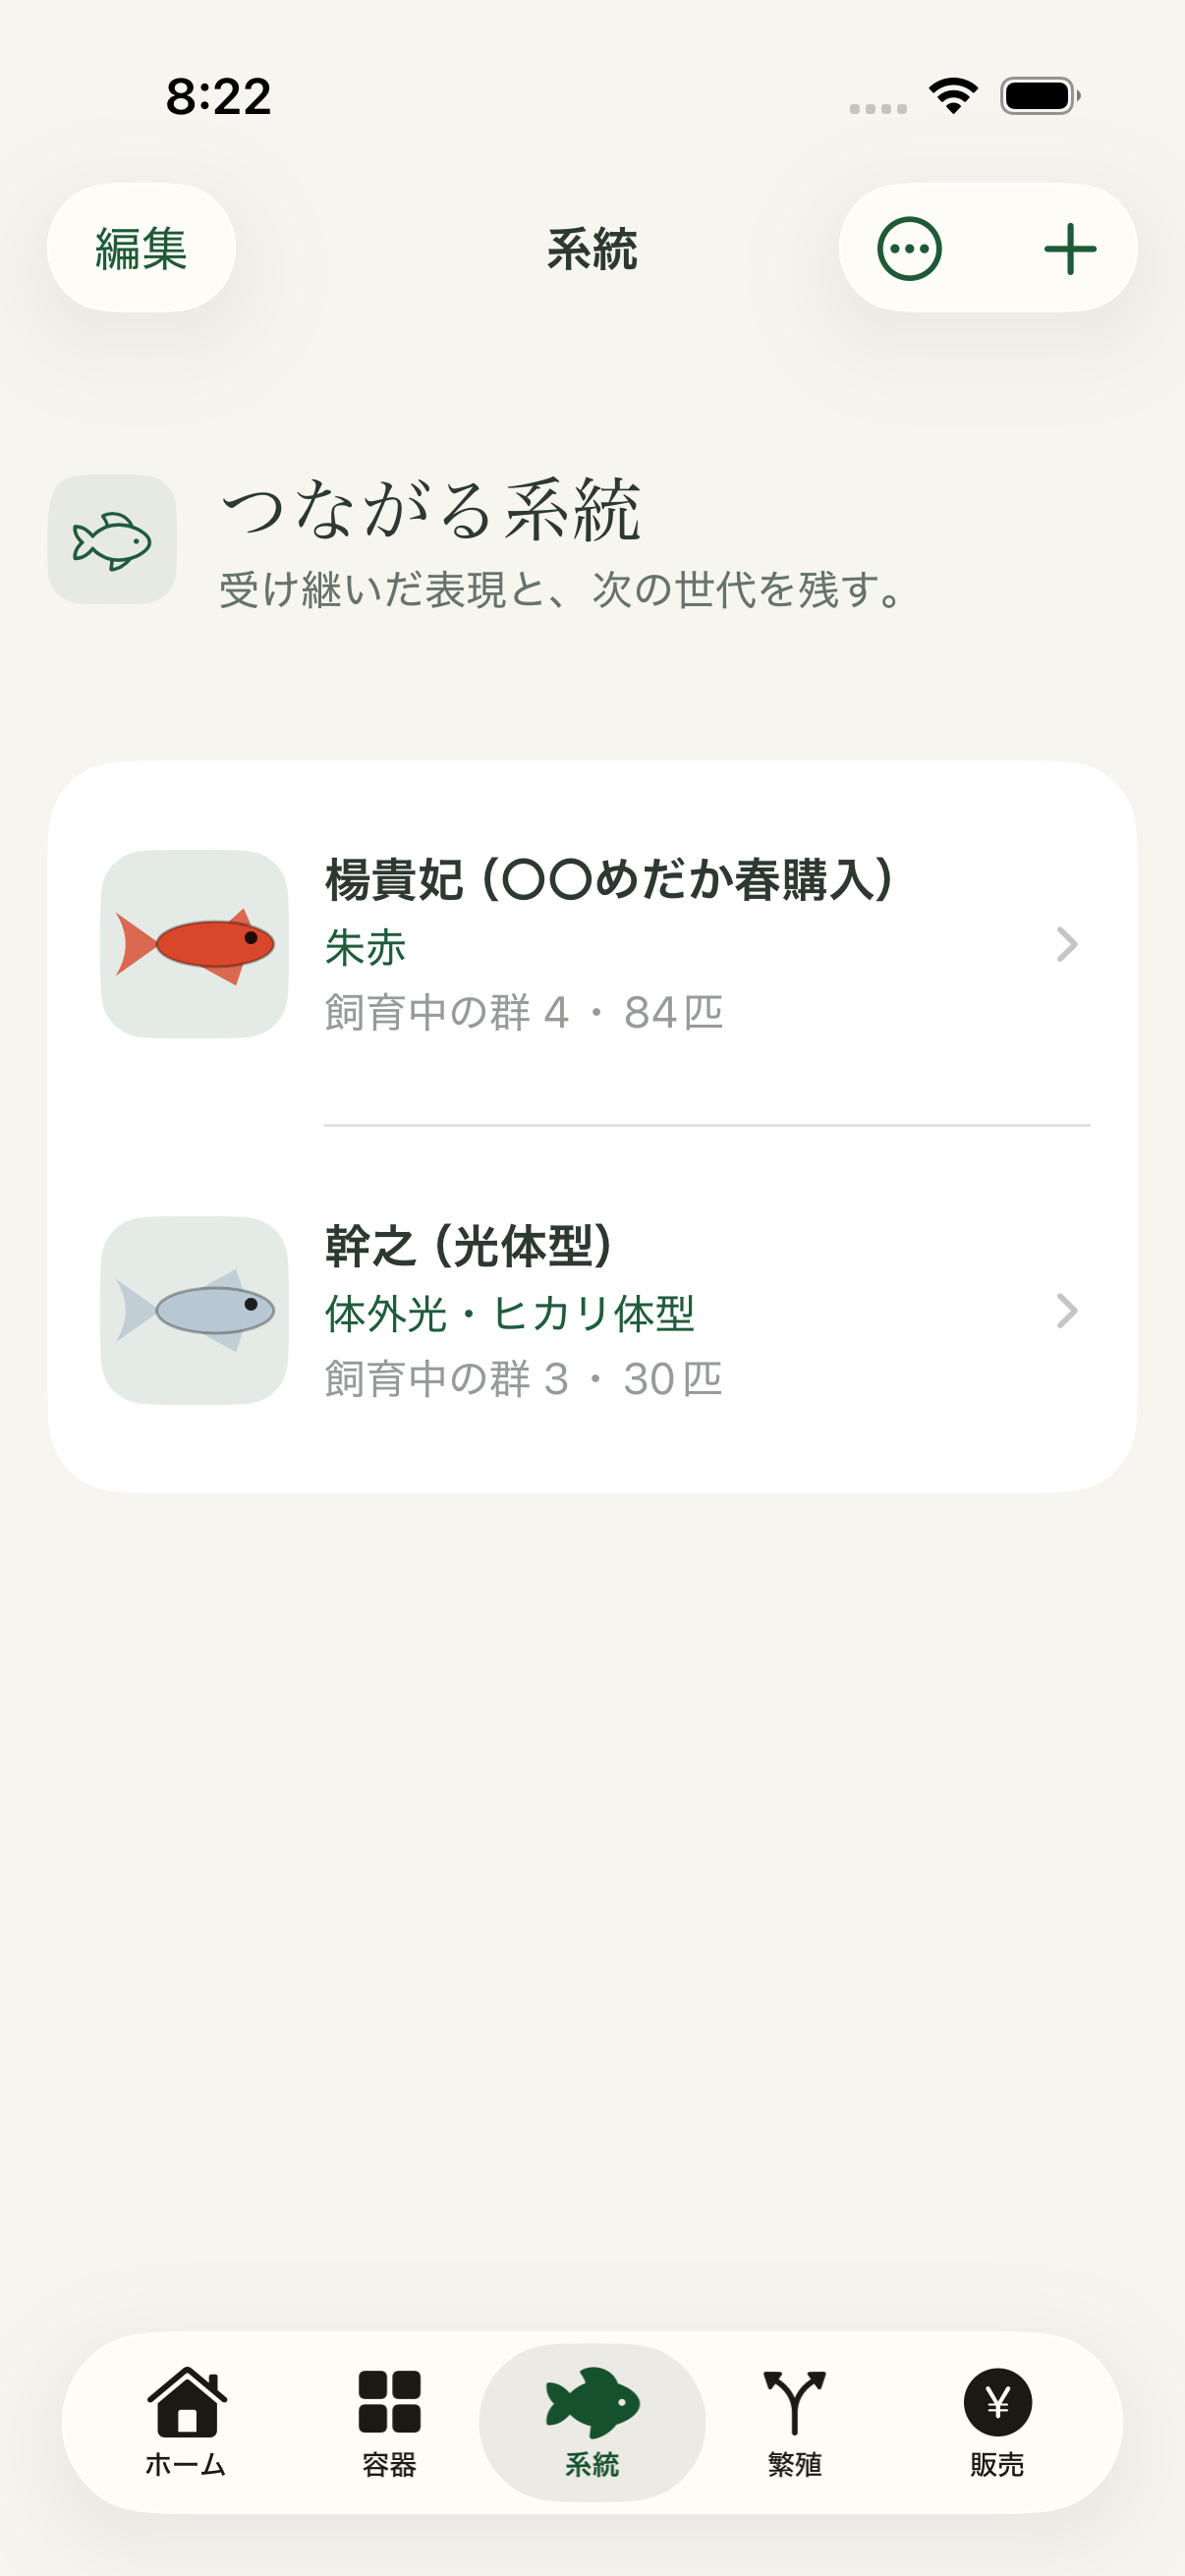 8:22
編集
系統
つながる系統
受け継いだ表現と、次の世代を残す。
楊貴妃（〇〇めだか春購入）
朱赤
飼育中の群 4 · 84匹
幹之（光体型）
体外光・ヒカリ体型
飼育中の群 3 · 30匹
ホーム
容器
系統
繁殖
¥
販売